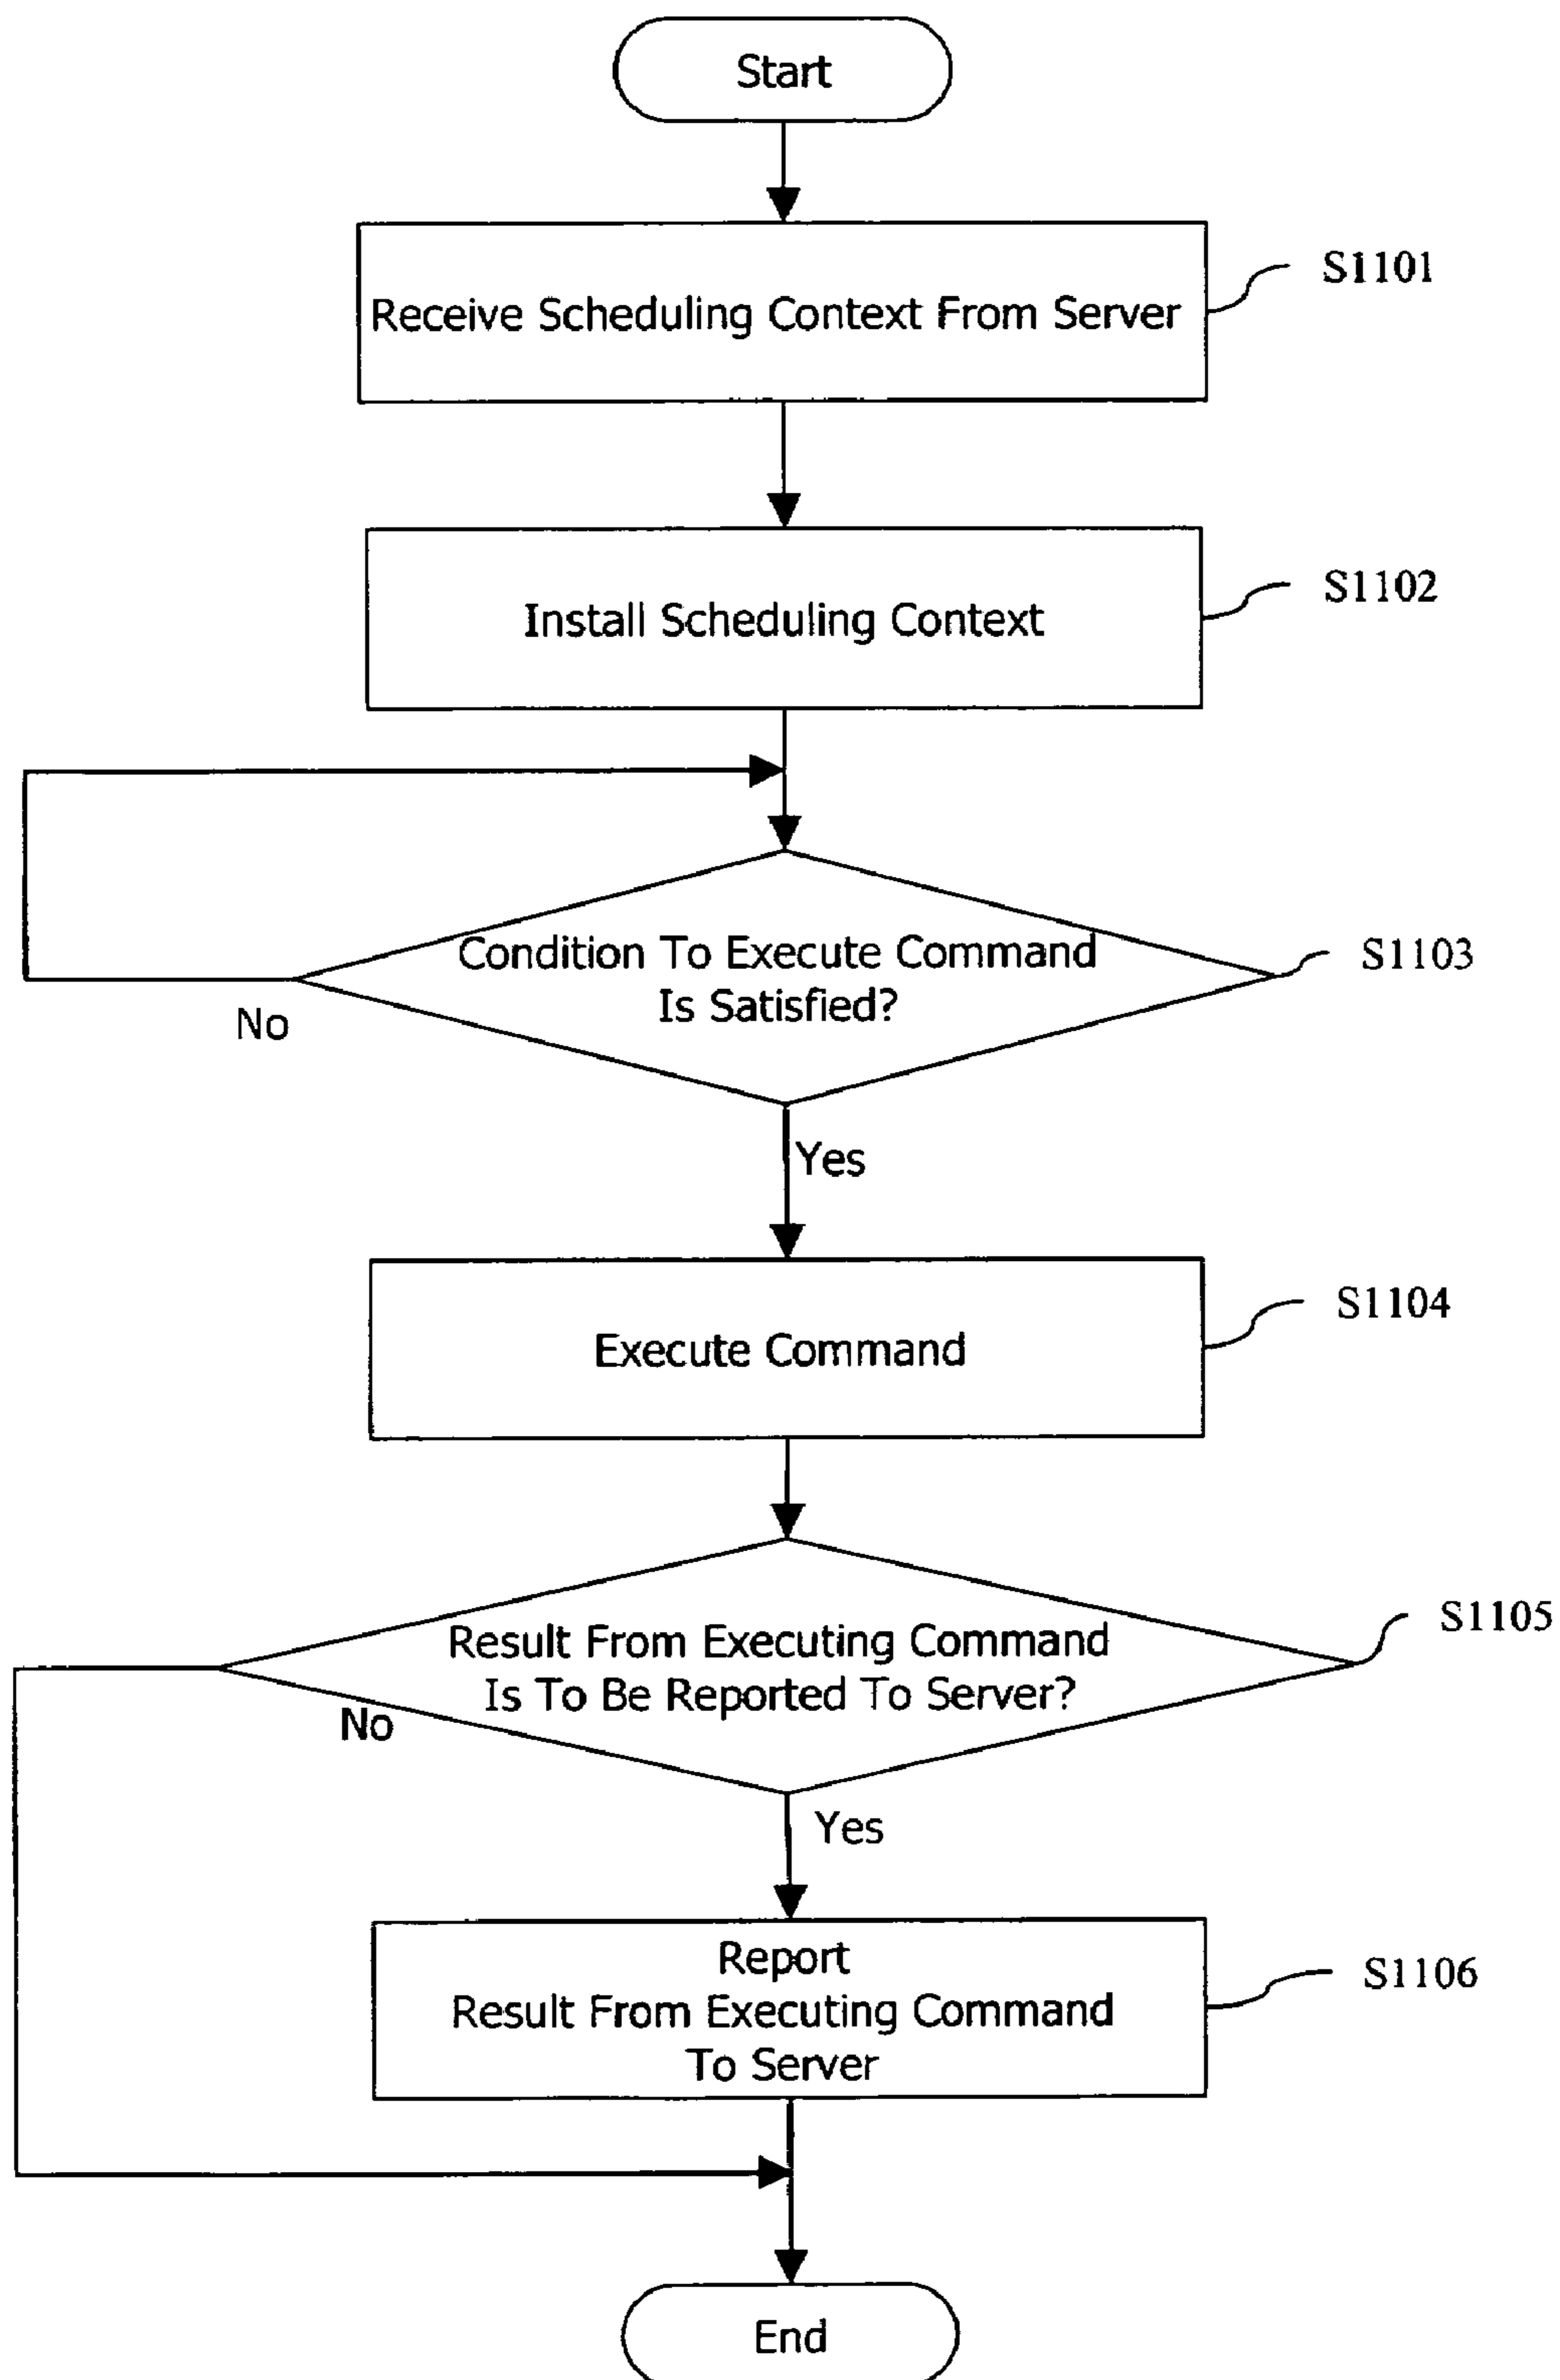 Start
Receive Scheduling Context From Server
S1101
Install Scheduling Context
S1102
Condition To Execute Command
Is Satisfied?
S1103
No
Yes
Execute Command
S1104
Result From Executing Command
Is To Be Reported To Server?
S1105
No
Yes
Report
Result From Executing Command
To Server
S1106
End